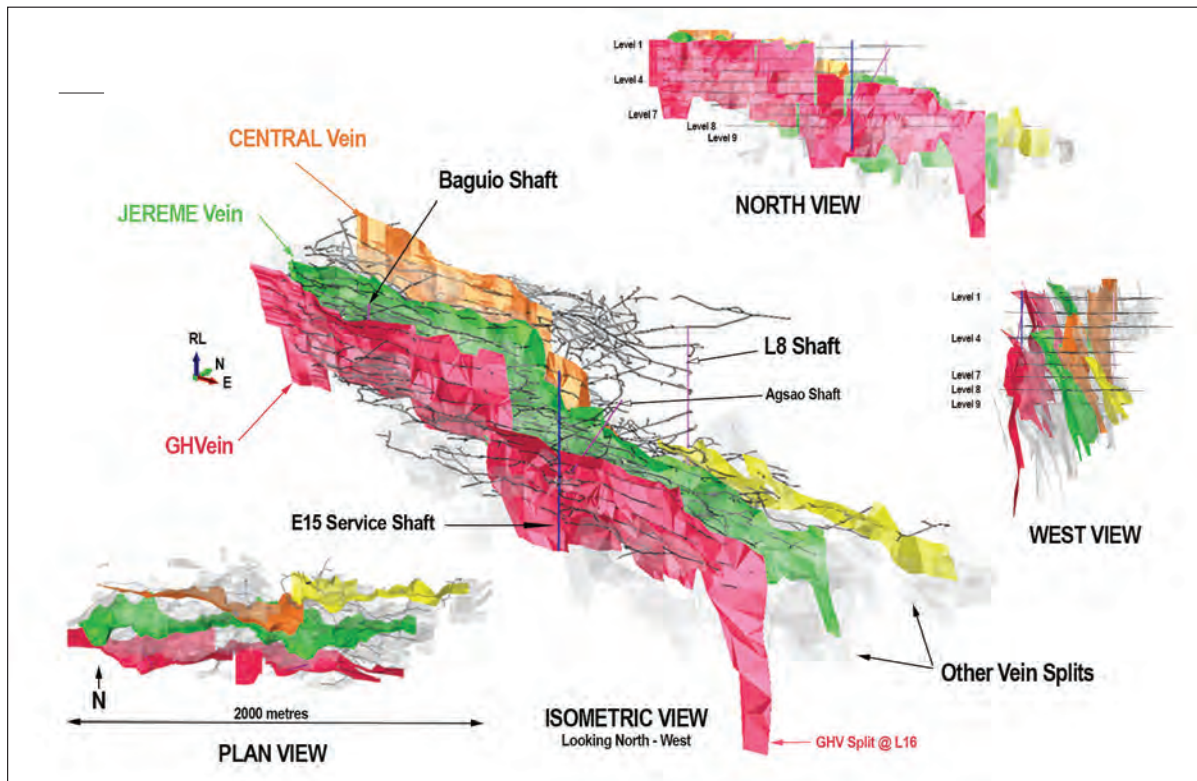 Level 1
Level 4
Level 7
Level 8
Level 9
NORTH VIEW
CENTRAL Vein
Baguio Shaft
JEREME Vein
L8 Shaft
Agsao Shaft
RL
N
E
GHVein
E15 Service Shaft
Level 1
Level 4
Level 7
Level 8
Level 9
WEST VIEW
Other Vein Splits
N
2000 metres
PLAN VIEW
ISOMETRIC VIEW
Looking North - West
GHV Split @ L16